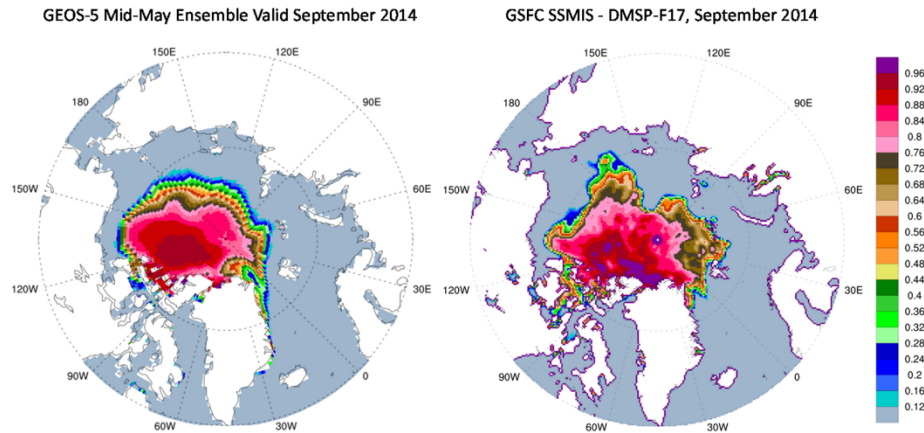 GEOS-5 Mid-May Ensemble Valid September 2014
GSFC SSMIS - DMSP-F17, September 2014
150E
120E
180
90E
150W
60E
120W
30E
90W
0
60W
30W
150E
120E
180
90E
150W
60E
120W
30E
90W
0
60W
30W
0.96
0.92
0.88
0.84
0.8
0.76
0.72
0.68
0.64
0.6
0.56
0.52
0.48
0.44
0.4
0.36
0.32
0.28
0.24
0.2
0.16
0.12